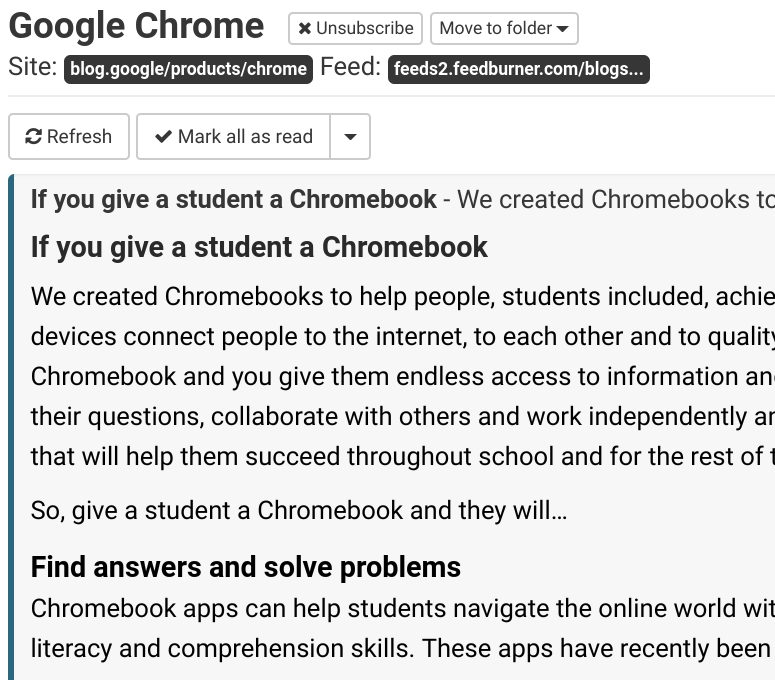 Google Chrome Unsubscribe Move to folder
Site: blog.google/products/chrome Feed: feeds2.feedburner.com/blogs...
Refresh Mark all as read
If you give a student a Chromebook - We created Chromebooks to
If you give a student a Chromebook
We created Chromebooks to help people, students included, achie
devices connect people to the internet, to each other and to quality
Chromebook and you give them endless access to information an
their questions, collaborate with others and work independently ar
that will help them succeed throughout school and for the rest of t
So, give a student a Chromebook and they will…
Find answers and solve problems
Chromebook apps can help students navigate the online world wit
literacy and comprehension skills. These apps have recently been